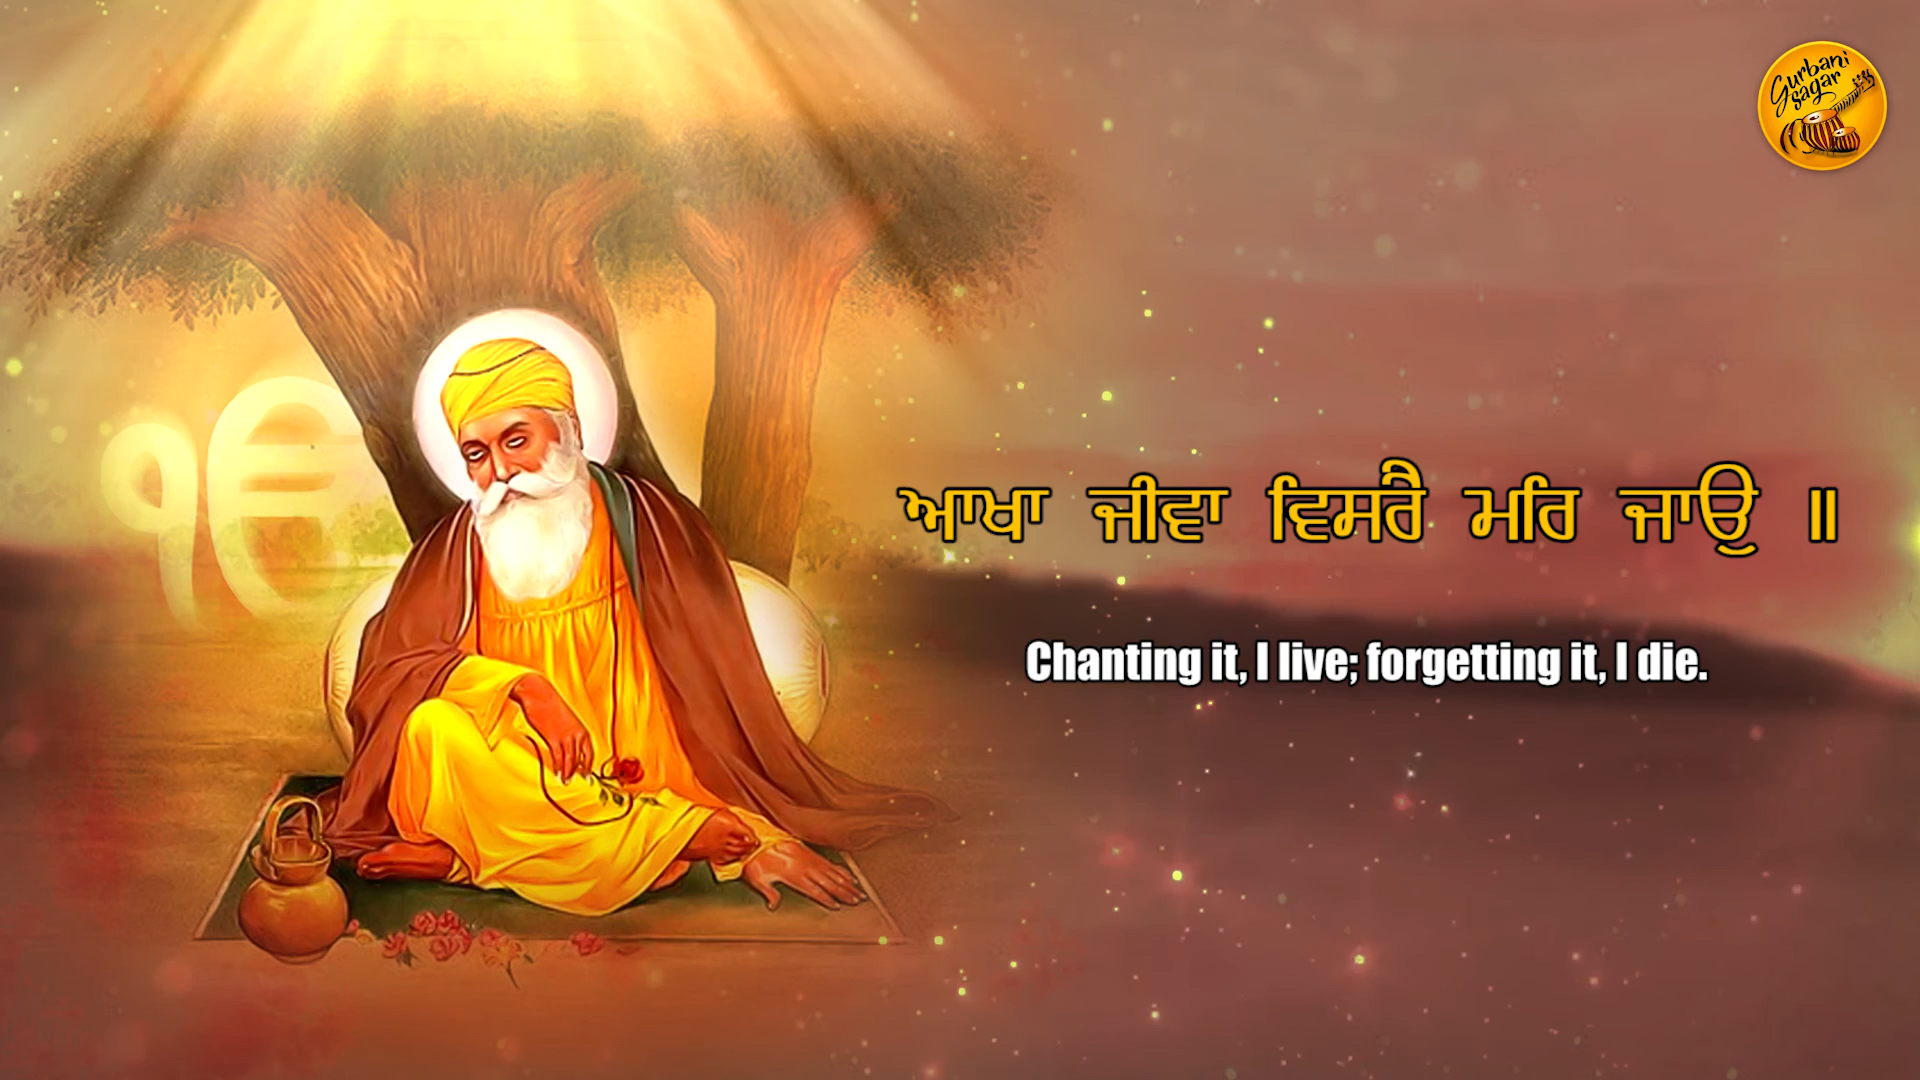 Gurbani
Sagar
ੴ
ਆਖਾ ਜੀਵਾ ਵਿਸਰੈ ਮਰਿ ਜਾਉ ॥
Chanting it, I live; forgetting it, I die.